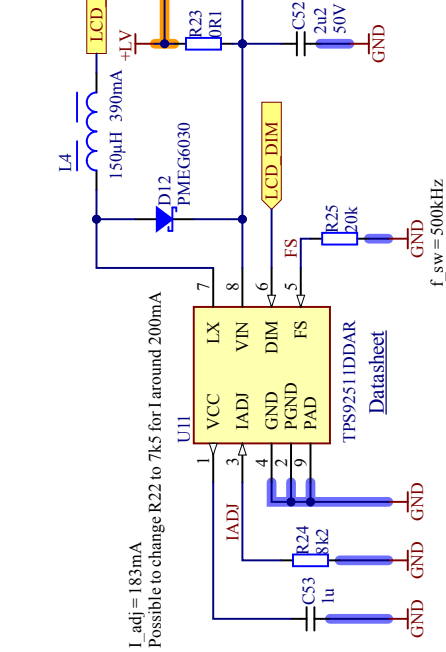 I_adj = 183mA
Possible to change R22 to 7k5 for I around 200mA
LCD
+LV
R23
0R1
C52
2u2
50V
GND
L4
150µH 390mA
D12
PMEG6030
LCD_DIM
FS
R25
20k
GND
f_sw = 500kHz
7
8
6
5
U11
LX
VIN
DIM
FS
VCC
IADJ
GND
PGND
PAD
TPS92511DDAR
Datasheet
1
3
4
2
9
IADJ
GND
R24
8k2
GND
C53
1u
GND